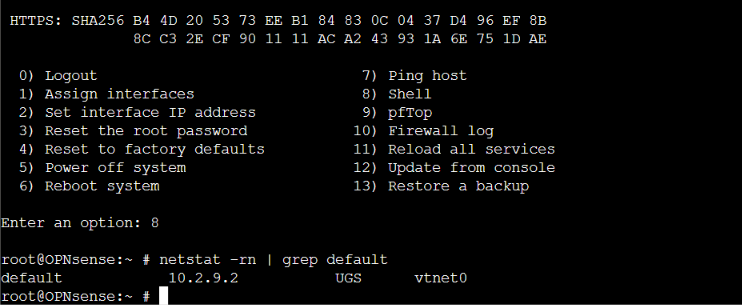 HTTPS: SHA256 B4 4D 20 53 73 EE B1 84 83 0C 04 37 D4 96 EF 8B
8C C3 2E CF 90 11 11 AC A2 43 93 1A 6E 75 1D AE
0) Logout 7) Ping host
1) Assign interfaces 8) Shell
2) Set interface IP address 9) pfTop
3) Reset the root password 10) Firewall log
4) Reset to factory defaults 11) Reload all services
5) Power off system 12) Update from console
6) Reboot system 13) Restore a backup
Enter an option: 8
root@OPNsense:~ # netstat -rn | grep default
default 10.2.9.2 UGS vtnet0
root@OPNsense:~ #